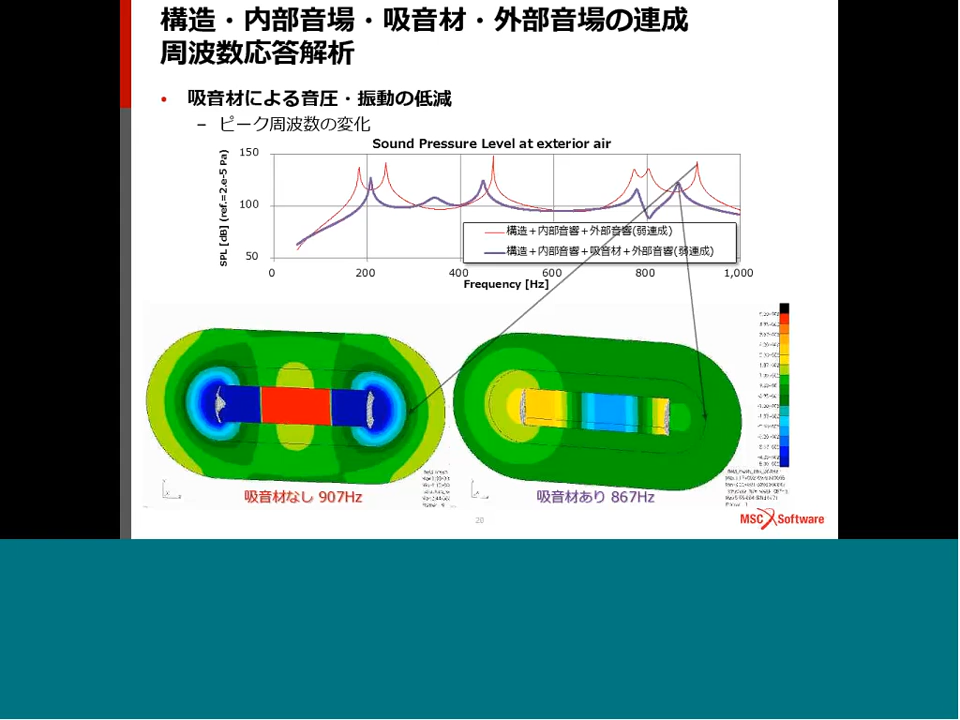 構造・内部音場・吸音材・外部音場の連成
周波数応答解析
• 吸音材による音圧・振動の低減
– ピーク周波数の変化
Sound Pressure Level at exterior air
SPL [dB] (ref.=2.e-5 Pa)
150
100
50
0 200 400 600 800 1,000
Frequency [Hz]
構造+内部音響+外部音響(弱連成)
構造+内部音響+吸音材+外部音響(弱連成)
吸音材なし 907Hz
吸音材あり 867Hz
20
MSC Software